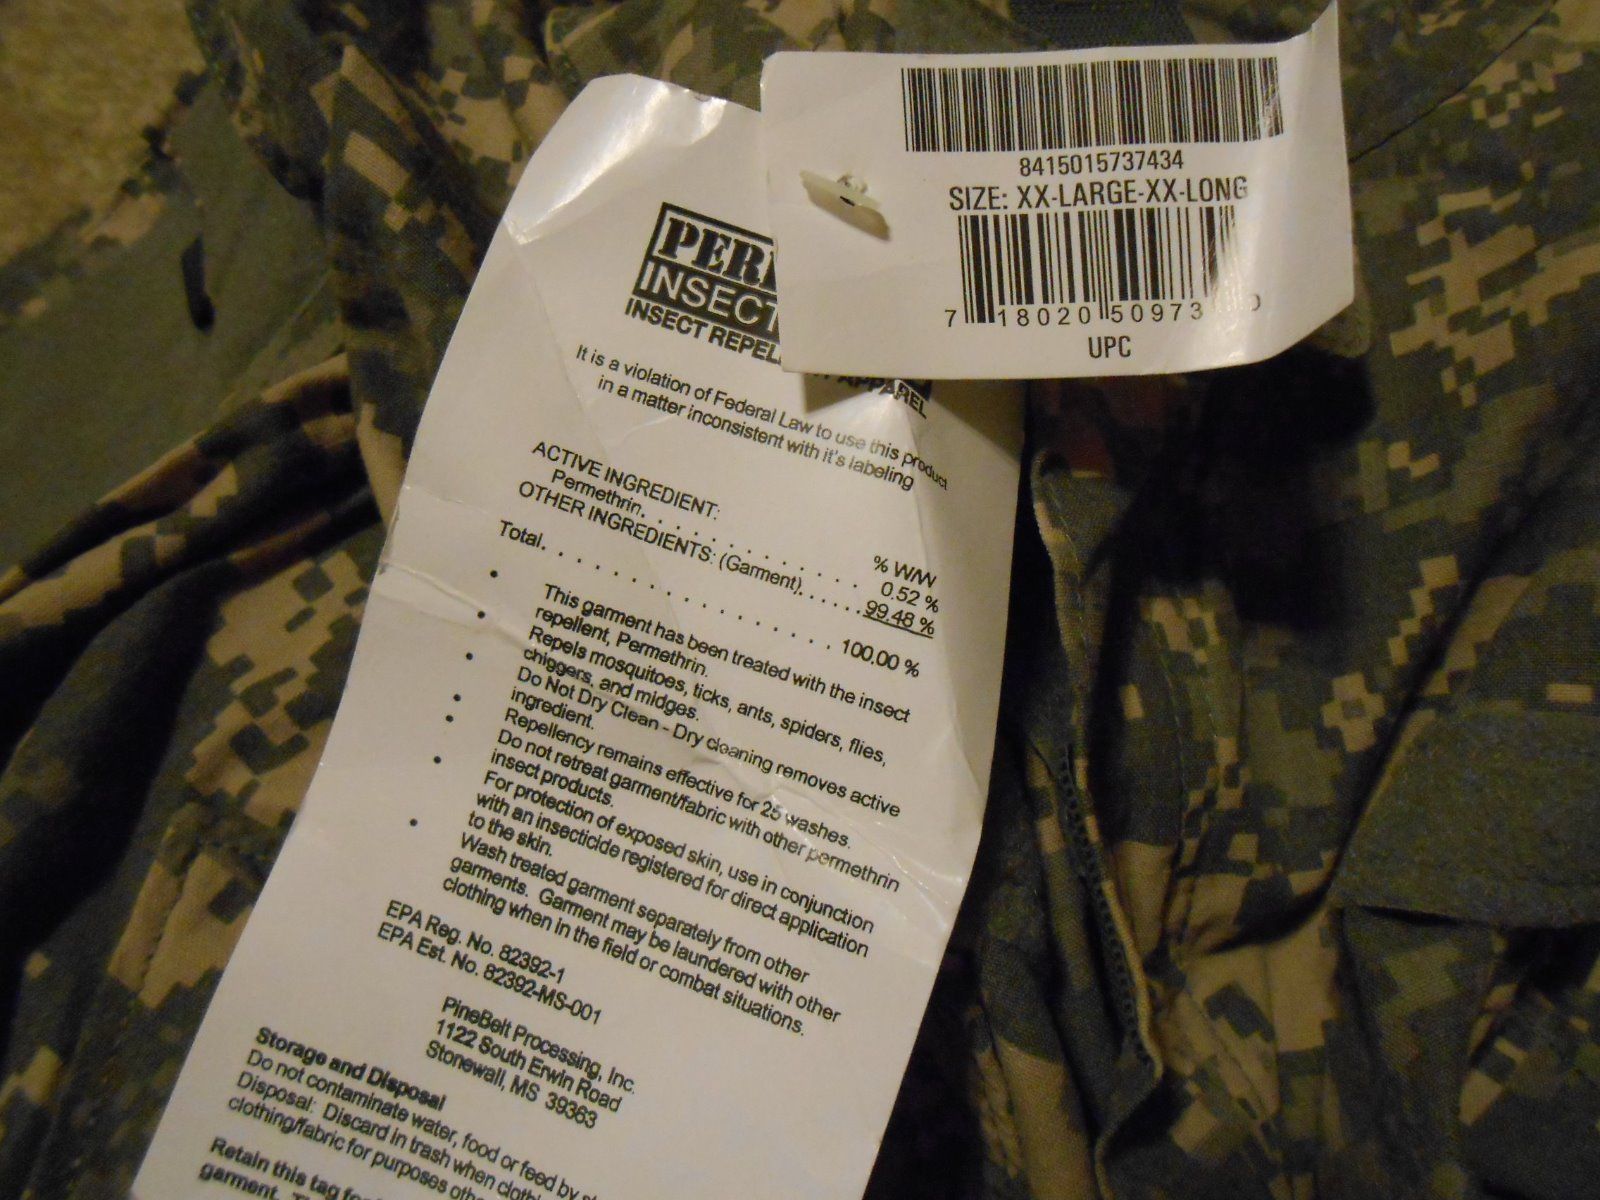 8415015737434
SIZE: XX-LARGE-XX-LONG
7 18020 50973 0
UPC
INSECT
INSECT
It is a violation of Federal Law to use this product
in a matter inconsistent with it's labeling
ACTIVE INGREDIENT:
% W/W
Permethrin. . . . . . . . . . . . 0.52 %
OTHER INGREDIENTS: (Garment). . . . . . 99.48 %
Total. . . . . . . . . . . . . . . . 100.00 %
• This garment has been treated with the insect
repellent, Permethrin.
• Repels mosquitoes, ticks, ants, spiders, flies,
chiggers, and midges.
• Do Not Dry Clean - Dry cleaning removes active
ingredient.
• Repellency remains effective for 25 washes.
• Do not retreat garment/fabric with other permethrin
insect products.
• For protection of exposed skin, use in conjunction
with an insecticide registered for direct application
to the skin.
• Wash treated garment separately from other
garments. Garment may be laundered with other
clothing when in the field or combat situations.
EPA Reg. No. 82392-1
EPA Est. No. 82392-MS-001
PineBelt Processing, Inc.
1122 South Erwin Road
Stonewall, MS 39363
Storage and Disposal
Do not contaminate water, food or feed by
Disposal: Discard in trash when
clothing/fabric for purposes
Retain this tag
garment.